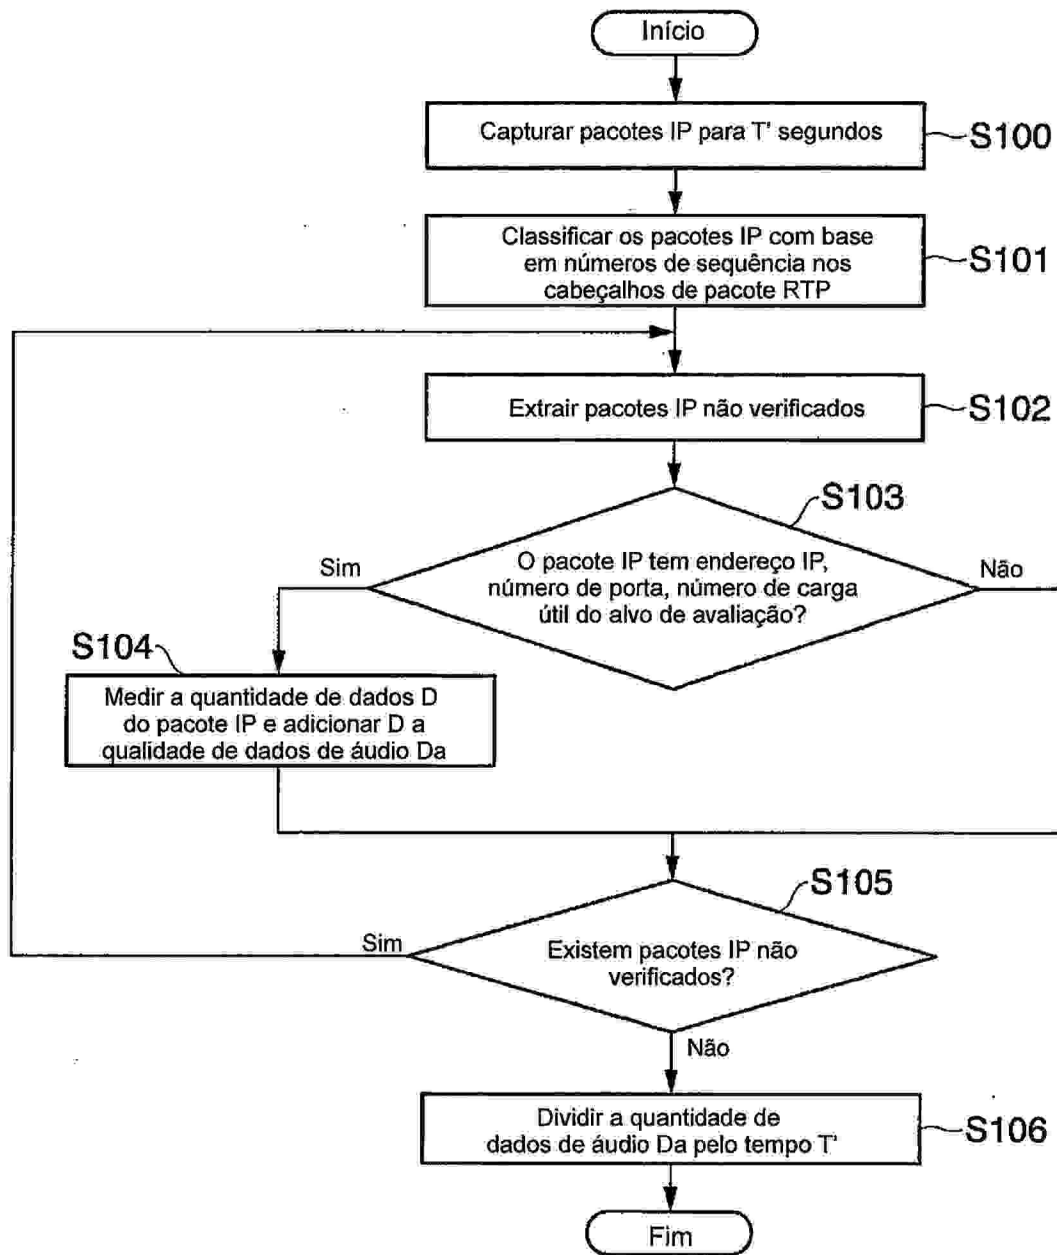 Início
Capturar pacotes IP para T' segundos
S100
Classificar os pacotes IP com base
em números de sequência nos
cabeçalhos de pacote RTP
S101
Extrair pacotes IP não verificados
S102
S103
O pacote IP tem endereço IP,
número de porta, número de carga
útil do alvo de avaliação?
Sim
Não
S104
Medir a quantidade de dados D
do pacote IP e adicionar D a
qualidade de dados de áudio Da
S105
Existem pacotes IP não
verificados?
Sim
Não
Dividir a quantidade de
dados de áudio Da pelo tempo T'
S106
Fim